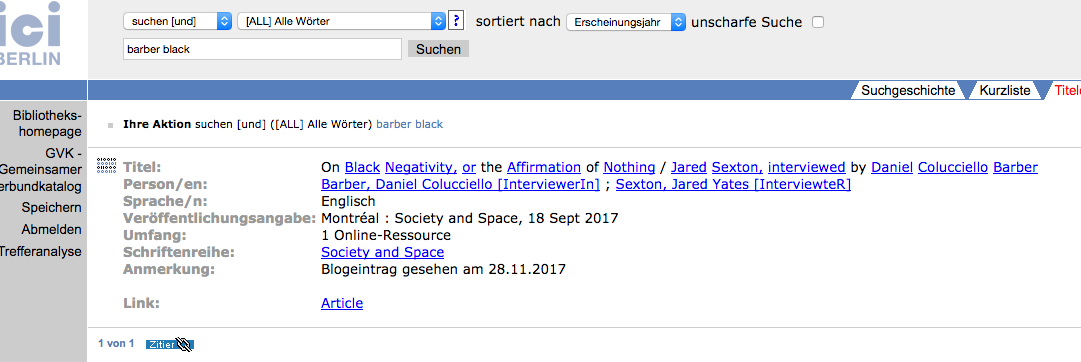 ici
BERLIN
suchen [und]
[ALL] Alle Wörter
?
sortiert nach
Erscheinungsjahr
unscharfe Suche
barber black
Suchen
Suchgeschichte
Kurzliste
Titel
Bibliotheks-
homepage
GVK -
Gemeinsamer
erbundkatalog
Speichern
Abmelden
Trefferanalyse
Ihre Aktion suchen [und] ([ALL] Alle Wörter) barber black
Titel: On Black Negativity, or the Affirmation of Nothing / Jared Sexton, interviewed by Daniel Colucciello Barber
Person/en: Barber, Daniel Colucciello [InterviewerIn] ; Sexton, Jared Yates [InterviewteR]
Sprache/n: Englisch
Veröffentlichungsangabe: Montréal : Society and Space, 18 Sept 2017
Umfang: 1 Online-Ressource
Schriftenreihe: Society and Space
Anmerkung: Blogeintrag gesehen am 28.11.2017
Link: Article
1 von 1
Zitier